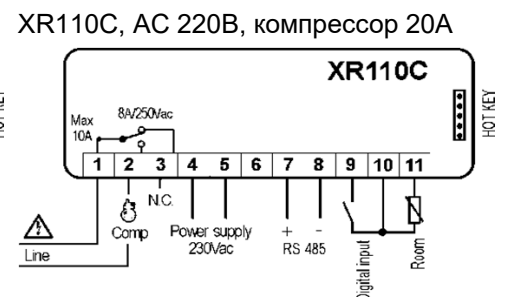 XR110C, AC 220В, компрессор 20А
XR110C
HOT KEY
HOT KEY
Max
10A
8A/250Vac
1 2 3 4 5 6 7 8 9 10 11
N.C.
Line
Comp
Power supply
230Vac
+ -
RS 485
Digital input
Room